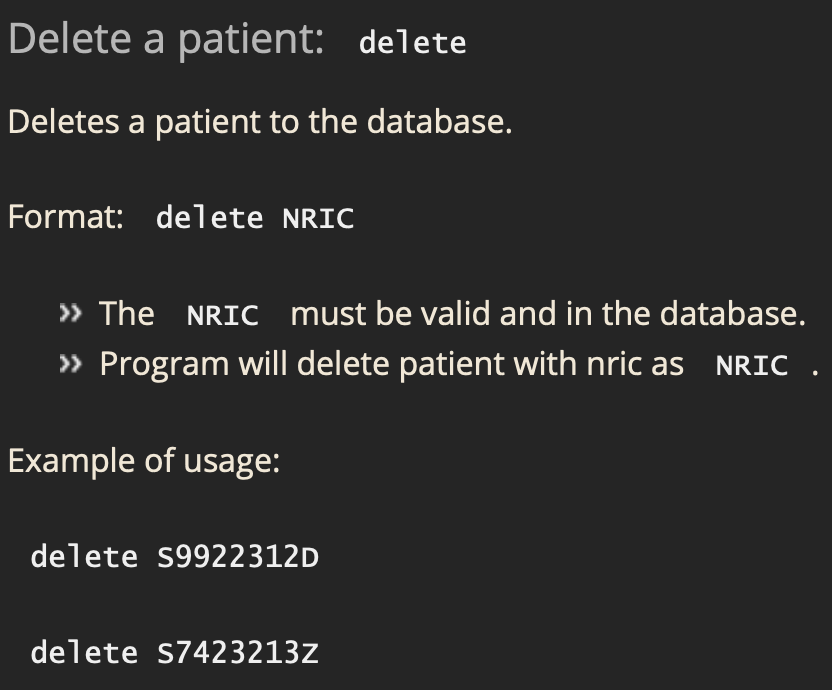 Delete a patient: delete
Deletes a patient to the database.
Format: delete NRIC
» The NRIC must be valid and in the database.
» Program will delete patient with nric as NRIC .
Example of usage:
delete S9922312D
delete S7423213Z